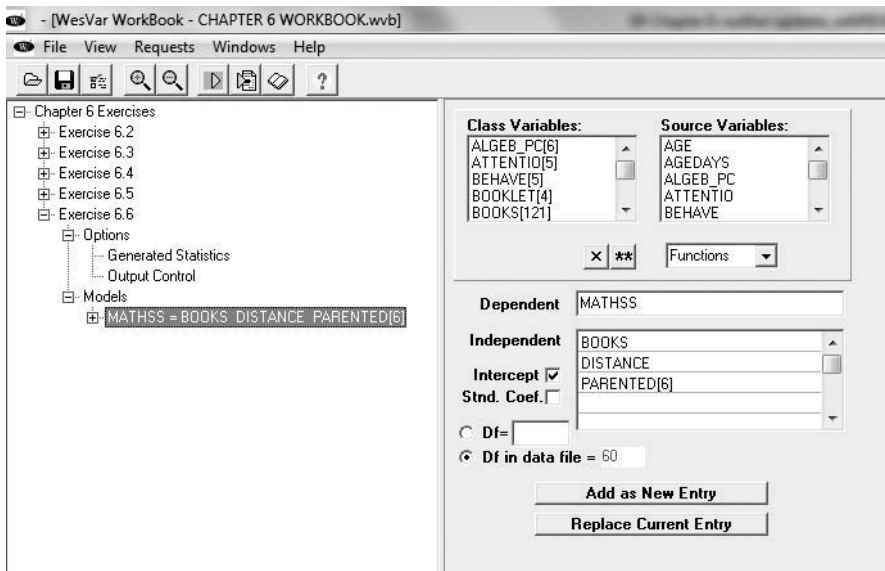 - [WesVar WorkBook - CHAPTER 6 WORKBOOK.wvb]
File View Requests Windows Help
?
Chapter 6 Exercises
Exercise 6.2
Exercise 6.3
Exercise 6.4
Exercise 6.5
Exercise 6.6
Options
Generated Statistics
Output Control
Models
MATHSS = BOOKS DISTANCE PARENTED[6]
Class Variables:
ALGEB_PC[6]
ATTENTIO[5]
BEHAVE[5]
BOOKLET[4]
BOOKS[121]
Source Variables:
AGE
AGEDAYS
ALGEB_PC
ATTENTIO
BEHAVE
× ** Functions
Dependent MATHSS
Independent
BOOKS
DISTANCE
PARENTED[6]
Intercept
Stnd. Coef.
Df=
Df in data file = 60
Add as New Entry
Replace Current Entry